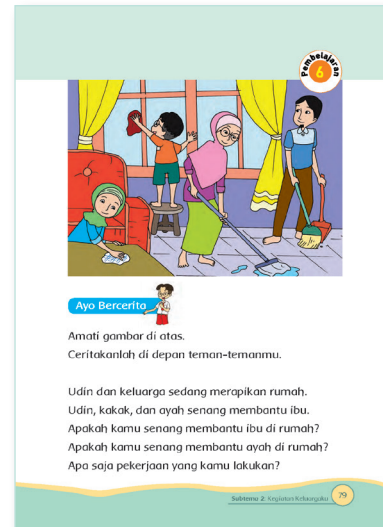 Pembelajaran
6
Ayo Bercerita
Amati gambar di atas.
Ceritakanlah di depan teman-temanmu.
Udin dan keluarga sedang merapikan rumah.
Udin, kakak, dan ayah senang membantu ibu.
Apakah kamu senang membantu ibu di rumah?
Apakah kamu senang membantu ayah di rumah?
Apa saja pekerjaan yang kamu lakukan?
Subtema 2: Kegiatan Keluargaku
79